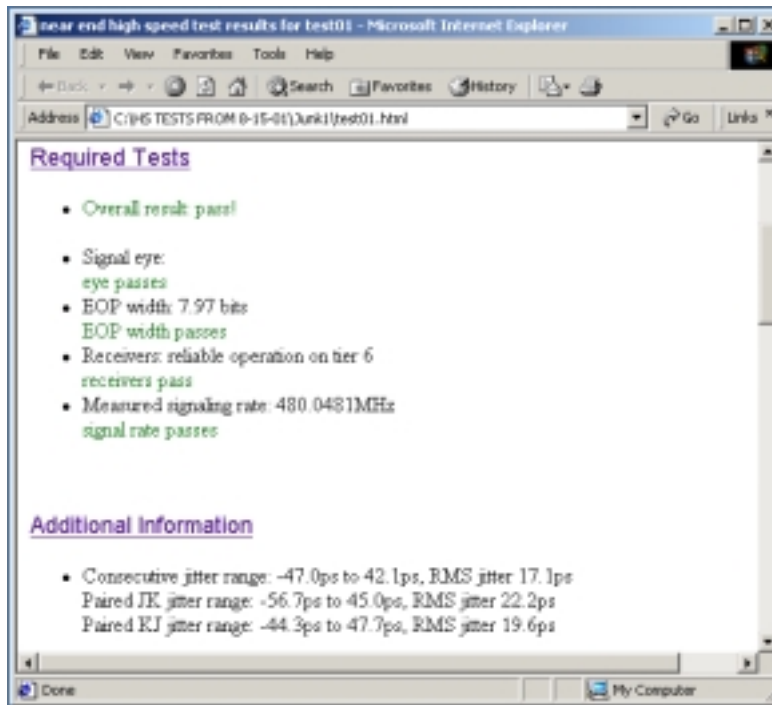 near end high speed test results for test01 - Microsoft Internet Explorer
File Edit View Favorites Tools Help
Back Search Favorites History
Address C:\HS TESTS FROM 8-15-01\Junk1\test01.html Go Links »
Required Tests
• Overall result: pass!
• Signal eye:
eye passes
• EOP width: 7.97 bits
EOP width passes
• Receivers: reliable operation on tier 6
receivers pass
• Measured signaling rate: 480.0481MHz
signal rate passes
Additional Information
• Consecutive jitter range: -47.0ps to 42.1ps, RMS jitter 17.1ps
Paired JK jitter range: -56.7ps to 45.0ps, RMS jitter 22.2ps
Paired KJ jitter range: -44.3ps to 47.7ps, RMS jitter 19.6ps
Done My Computer